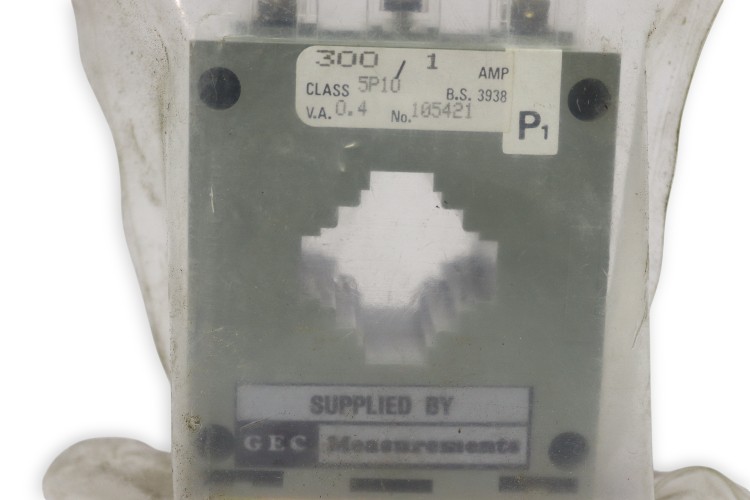 300 / 1 AMP
CLASS 5P10 B.S. 3938
V.A. 0.4 No. 105421
P1
SUPPLIED BY
GEC Measurements